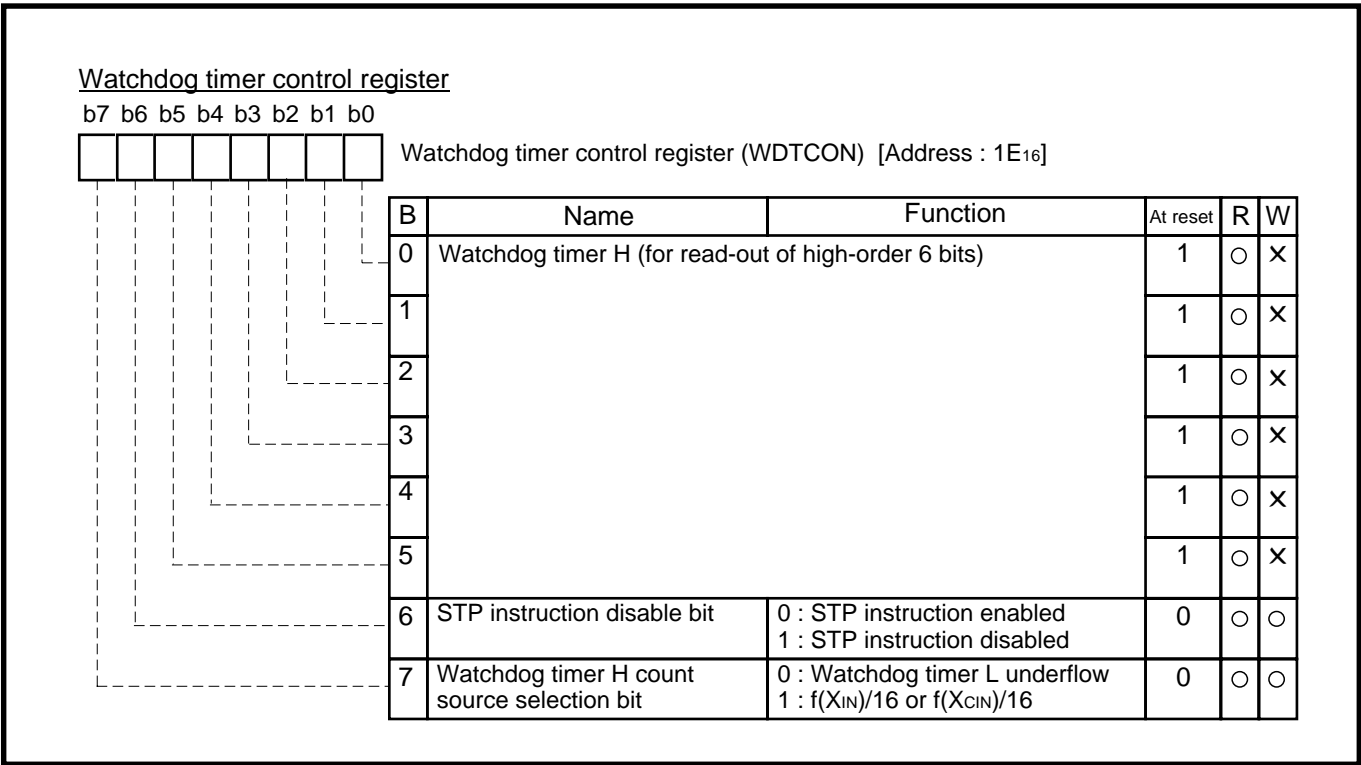 Watchdog timer control register
b7 b6 b5 b4 b3 b2 b1 b0
Watchdog timer control register (WDTCON) [Address : 1E16]
B Name Function At reset R W
0 Watchdog timer H (for read-out of high-order 6 bits) 1 ○ ×
1 1 ○ ×
2 1 ○ ×
3 1 ○ ×
4 1 ○ ×
5 1 ○ ×
6 STP instruction disable bit 0 : STP instruction enabled 0 ○ ○
1 : STP instruction disabled
7 Watchdog timer H count 0 : Watchdog timer L underflow 0 ○ ○
source selection bit 1 : f(XIN)/16 or f(XCIN)/16